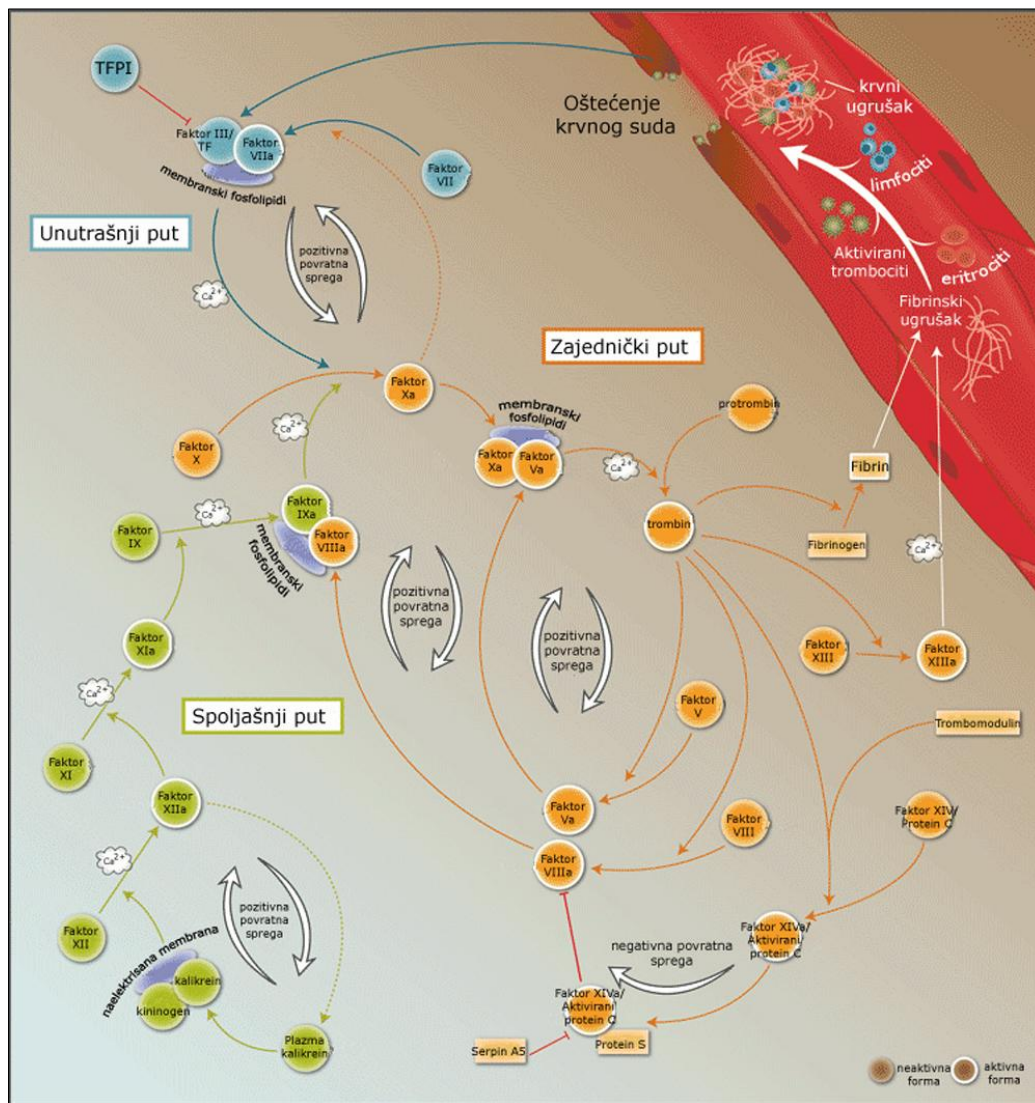 TFPI
Faktor III/
TF
Faktor
VIIa
membranski fosfolipidi
Faktor
VII
Oštećenje
krvnog suda
krvni
ugrušak
limfociti
Aktivirani
trombociti
eritrociti
Fibrinski
ugrušak
Unutrašnji put
pozitivna
povratna
sprega
Ca²⁺
Zajednički put
Faktor
Xa
Faktor
X
Ca²⁺
membranski
fosfolipidi
Faktor
Xa
Faktor
Va
Ca²⁺
protrombin
trombin
Fibrin
Fibrinogen
Ca²⁺
Faktor
IX
Ca²⁺
Faktor
IXa
Faktor
VIIIa
membranski
fosfolipidi
pozitivna
povratna
sprega
pozitivna
povratna
sprega
Faktor
XIII
Faktor
XIIIa
Faktor
XIa
Ca²⁺
Spoljašnji put
Faktor
XI
Faktor
XIIa
Faktor
V
Trombomodulin
Faktor
Va
Faktor
VIII
Faktor
VIIIa
Faktor XIV/
Protein C
Ca²⁺
Faktor
XII
pozitivna
povratna
sprega
naelektrisana membrana
kalikrein
kininogen
Plazma
kalikrein
negativna povratna
sprega
Faktor XIVa/
Aktivirani
protein C
Faktor XIVa/
Aktivirani
protein C
Serpin A5
Protein S
neaktivna
forma
aktivna
forma